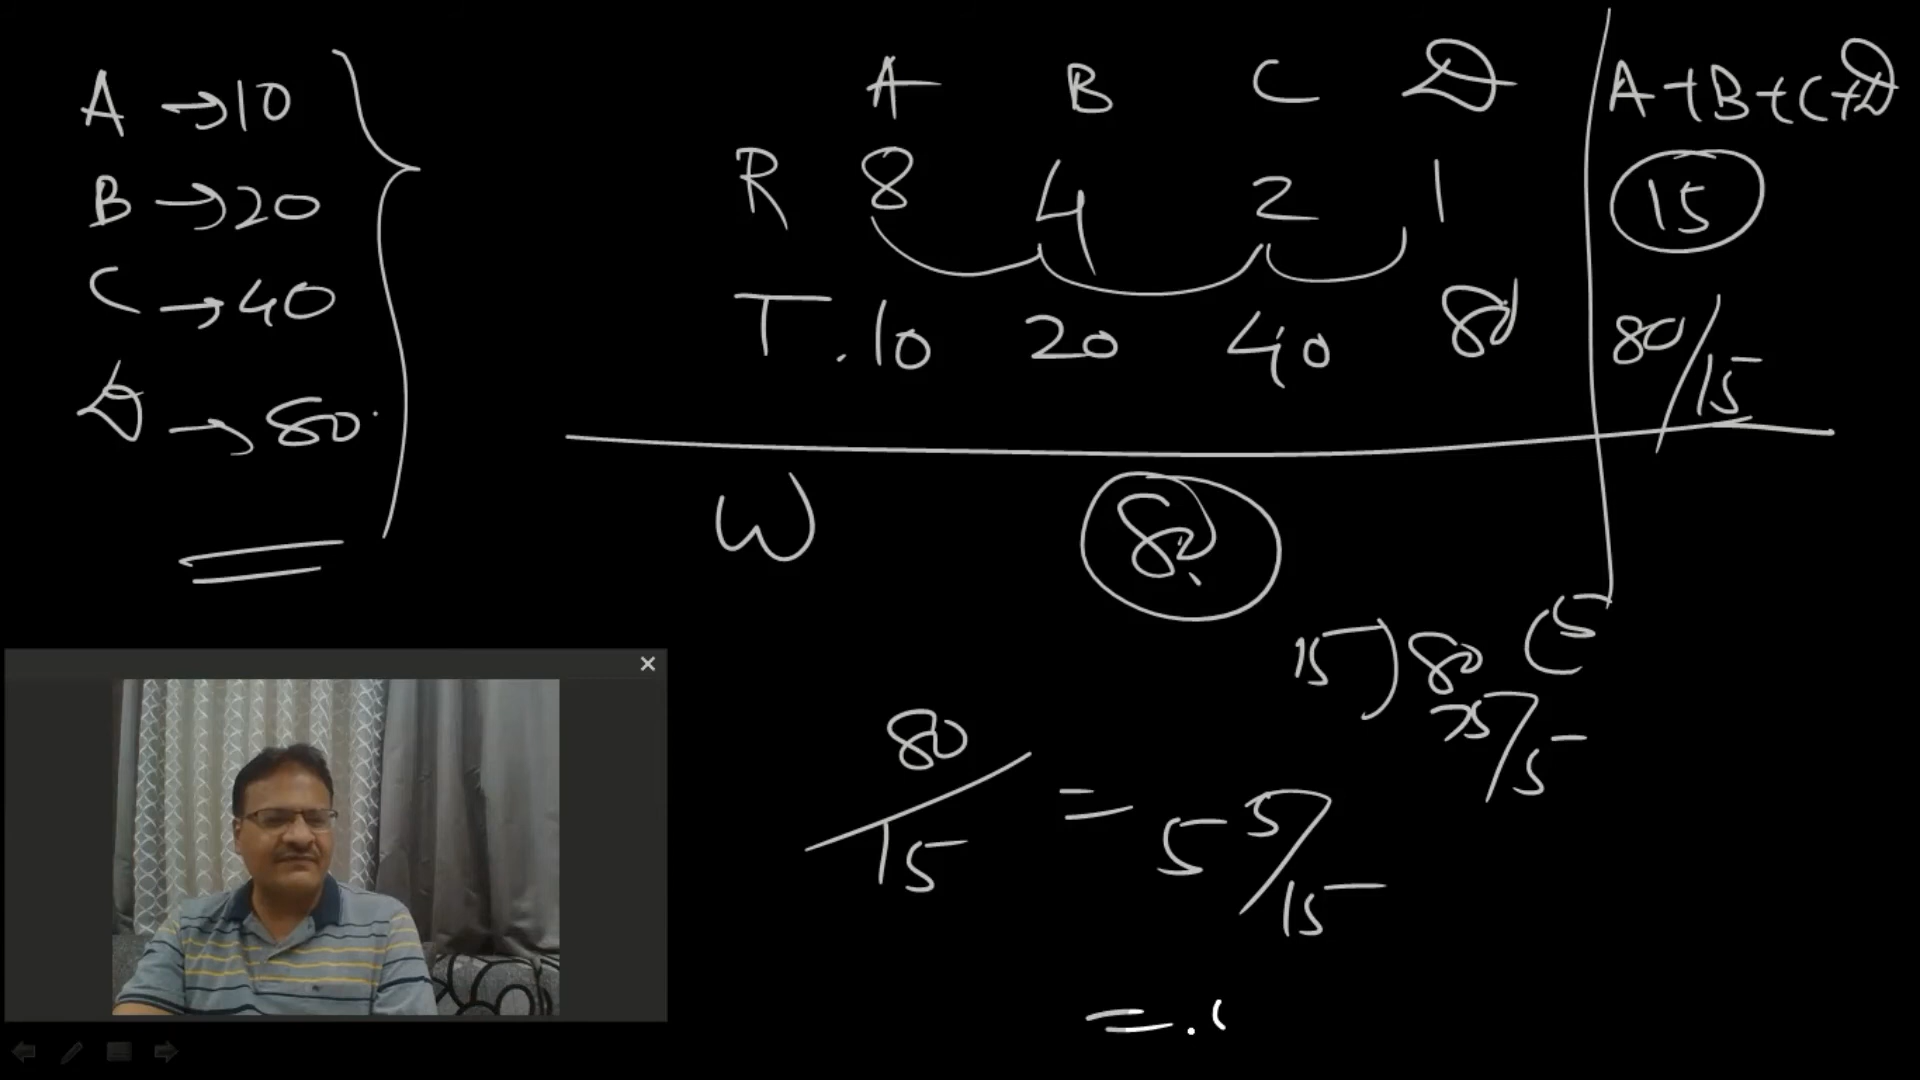 A → 10
B → 20
C → 40
D → 80
A B C D A+B+C+D
R 8 4 2 1 15
T. 10 20 40 80 80/15
W 80
15) 80 (5
75/5
80/15 = 5 5/15
= .